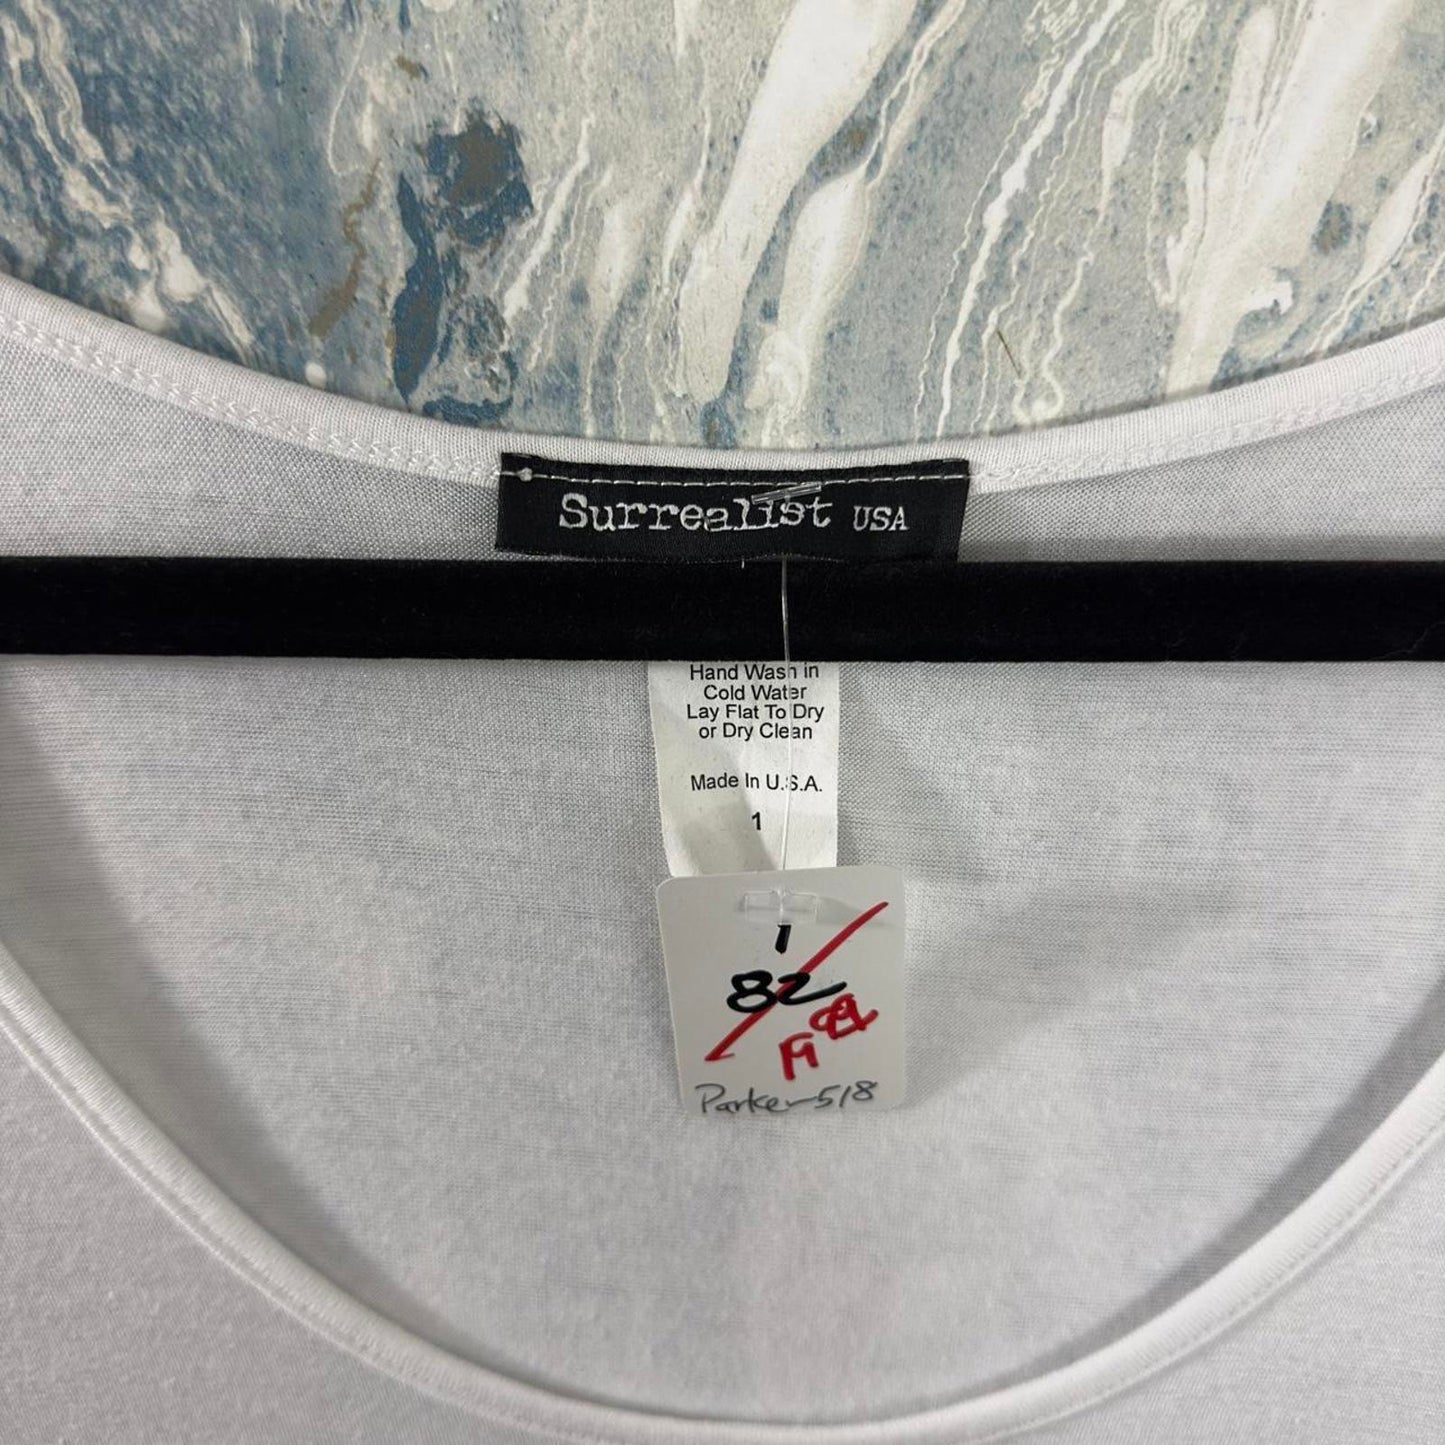 Surrealist USA
Hand Wash in
Cold Water
Lay Flat To Dry
or Dry Clean
Made In U.S.A.
1
1
82
Parker 518